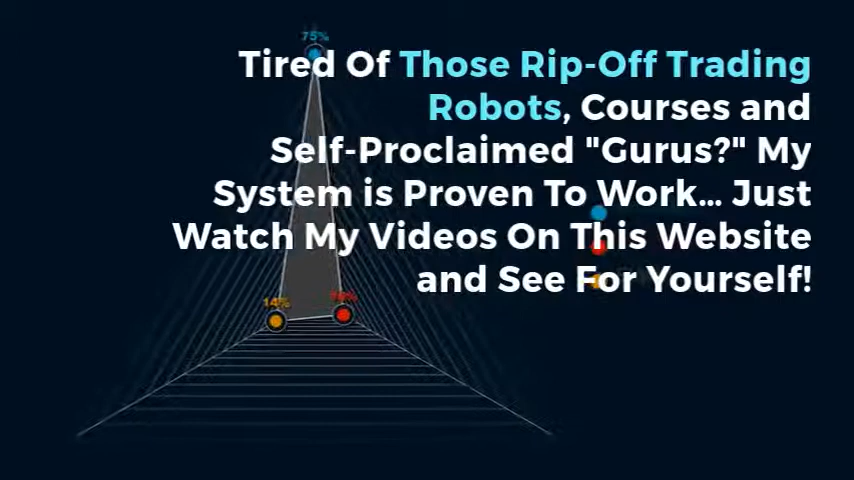 75%
Tired Of Those Rip-Off Trading
Robots, Courses and
Self-Proclaimed "Gurus?" My
System is Proven To Work... Just
Watch My Videos On This Website
and See For Yourself!
14%